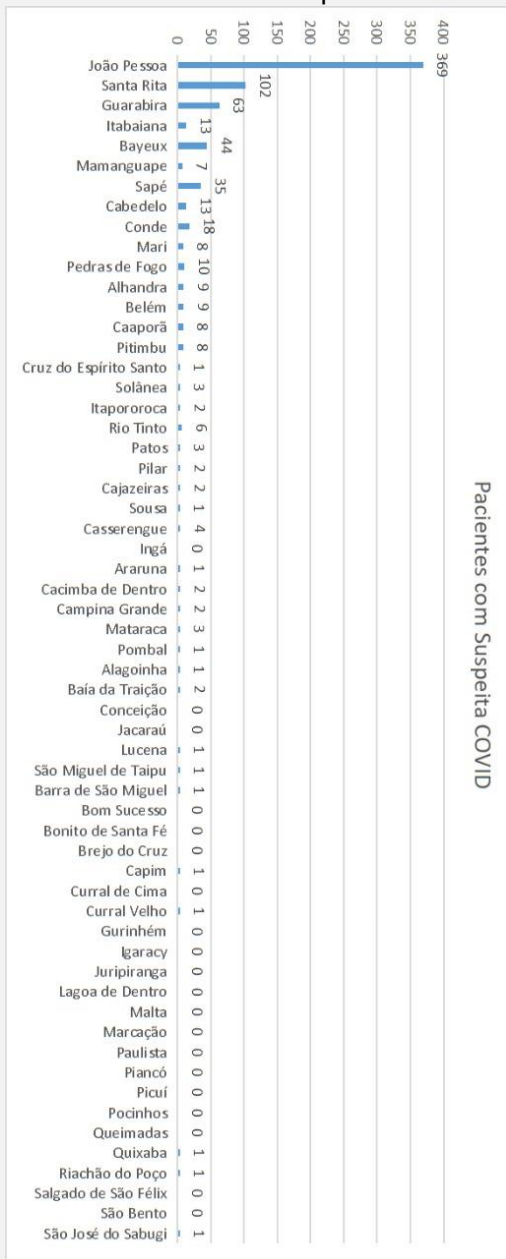 Pacientes com Suspeita COVID
0 50 100 150 200 250 300 350 400
João Pessoa 369
Santa Rita 102
Guarabira 63
Itabaiana 13
Bayeux 44
Mamanguape 7
Sapé 35
Cabedelo 13
Conde 18
Mari 8
Pedras de Fogo 10
Alhandra 9
Belém 9
Caaporã 8
Pitimbu 8
Cruz do Espírito Santo 1
Solânea 3
Itapororoca 2
Rio Tinto 6
Patos 3
Pilar 2
Cajazeiras 2
Sousa 1
Casserengue 4
Ingá 0
Araruna 1
Cacimba de Dentro 2
Campina Grande 2
Mataraca 3
Pombal 1
Alagoinha 1
Baía da Traição 2
Conceição 0
Jacaraú 0
Lucena 1
São Miguel de Taipu 1
Barra de São Miguel 1
Bom Sucesso 0
Bonito de Santa Fé 0
Brejo do Cruz 0
Capim 1
Curral de Cima 0
Curral Velho 1
Gurinhém 0
Igaracy 0
Juripiranga 0
Lagoa de Dentro 0
Malta 0
Marcação 0
Paulista 0
Piancó 0
Picuí 0
Pocinhos 0
Queimadas 0
Quixaba 1
Riachão do Poço 1
Salgado de São Félix 0
São Bento 0
São José do Sabugi 1